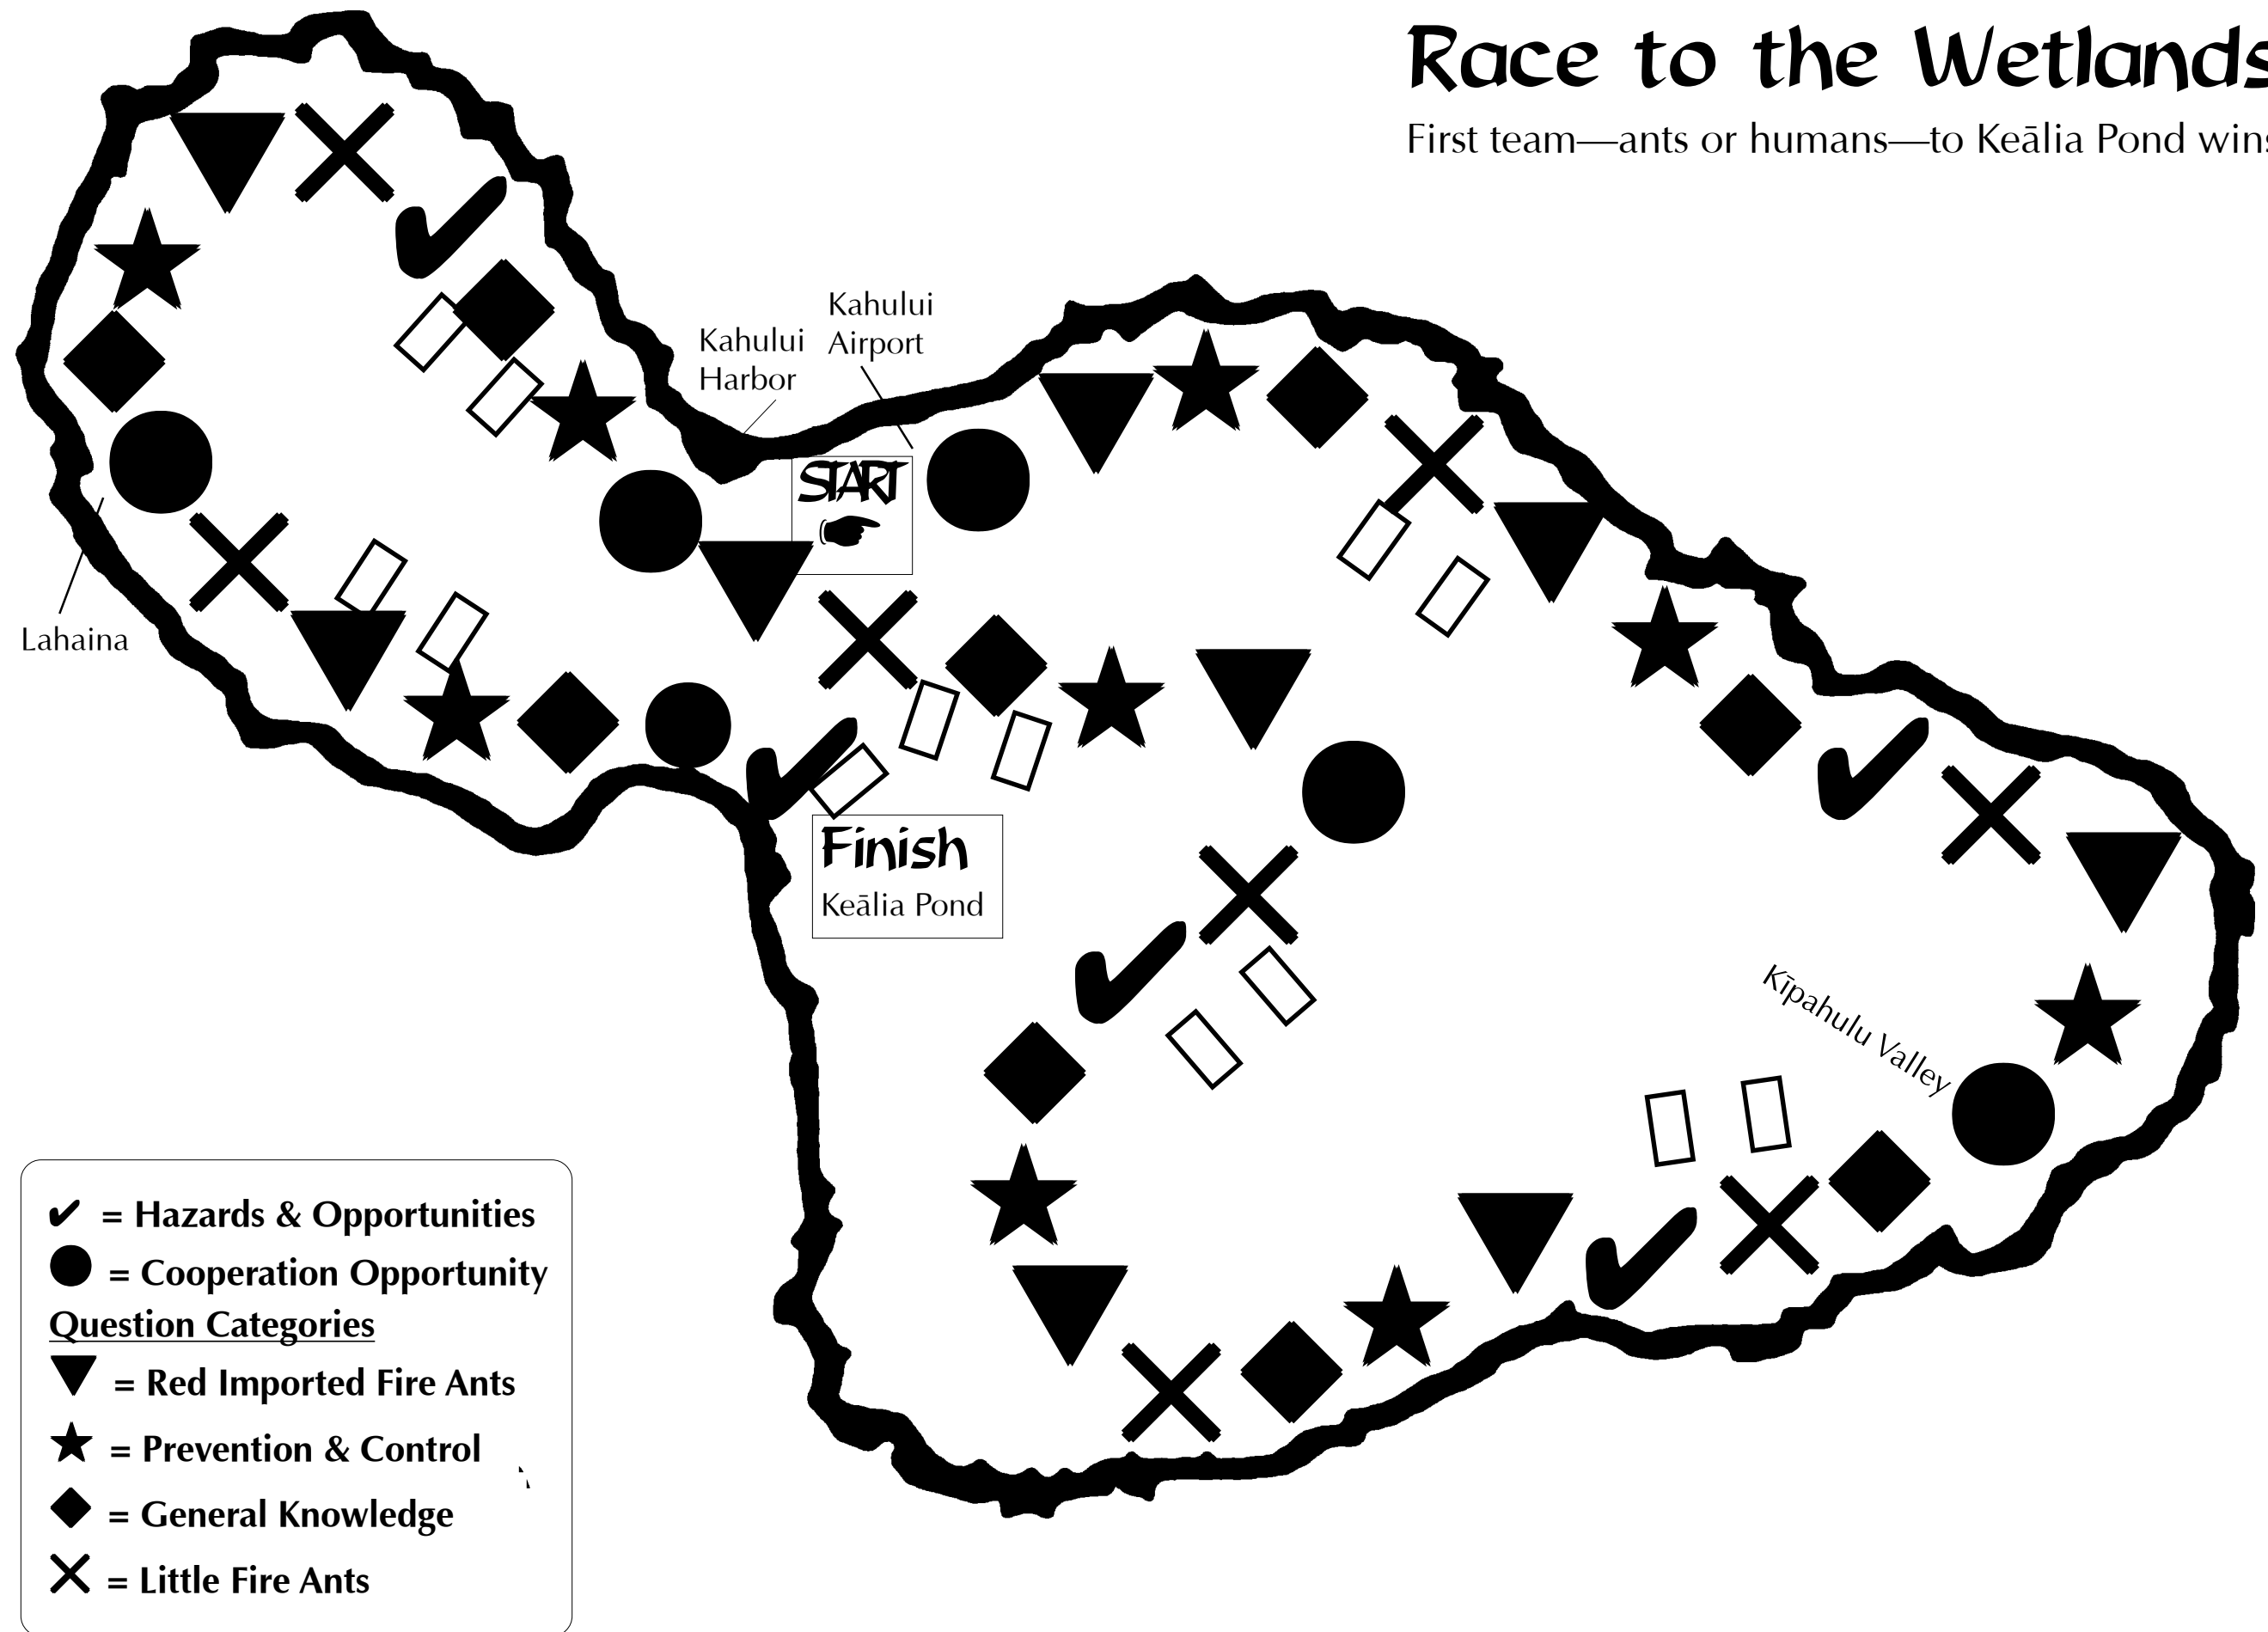 Race to the Wetlands
First team—ants or humans—to Keālia Pond wins
Kahului
Airport
Kahului
Harbor
START
Lahaina
Finish
Keālia Pond
Kīpahulu Valley
= Hazards & Opportunities
= Cooperation Opportunity
Question Categories
= Red Imported Fire Ants
= Prevention & Control
= General Knowledge
= Little Fire Ants